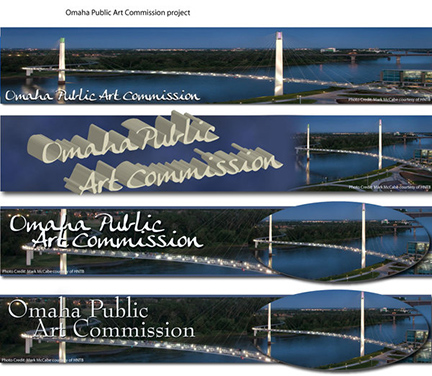 Omaha Public Art Commission project
Omaha Public Art Commission
Photo Credit: Mark McCabe courtesy of HNTB
Omaha Public
Art Commission
Photo Credit: Mark McCabe courtesy of HNTB
Omaha Public
Art Commission
Photo Credit: Mark McCabe courtesy of HNTB
Omaha Public
Art Commission
Photo Credit: Mark McCabe courtesy of HNTB